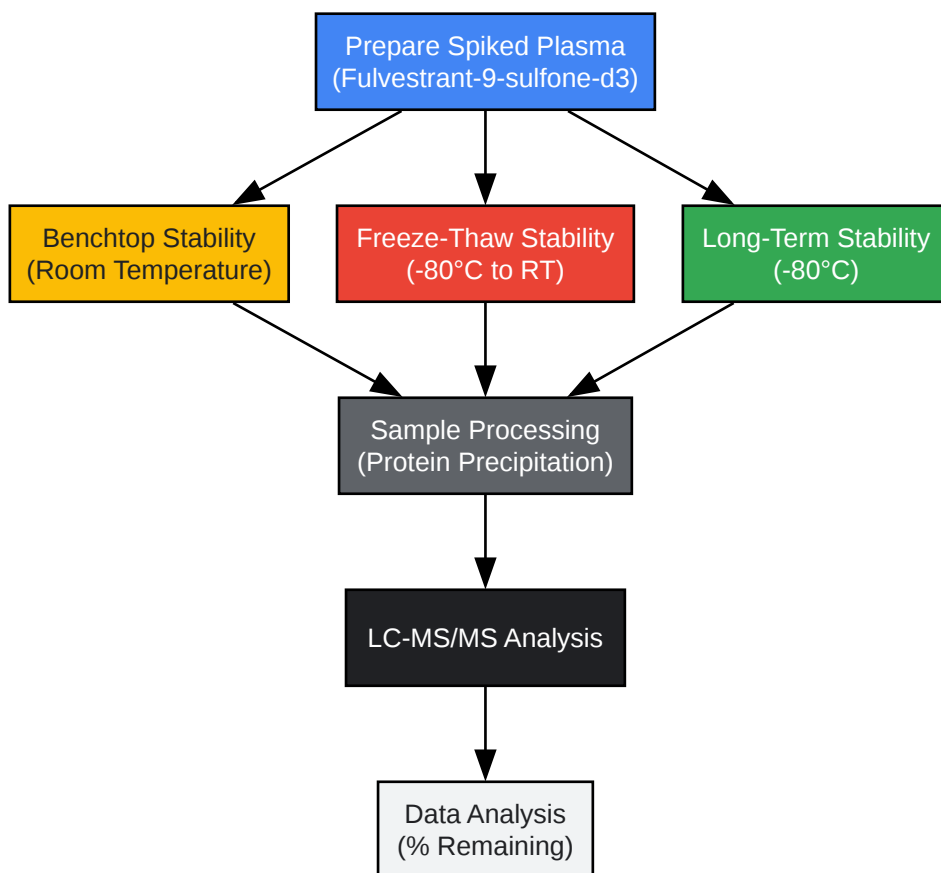 Prepare Spiked Plasma
(Fulvestrant-9-sulfone-d3)
Benchtop Stability
(Room Temperature)
Freeze-Thaw Stability
(-80°C to RT)
Long-Term Stability
(-80°C)
Sample Processing
(Protein Precipitation)
LC-MS/MS Analysis
Data Analysis
(% Remaining)